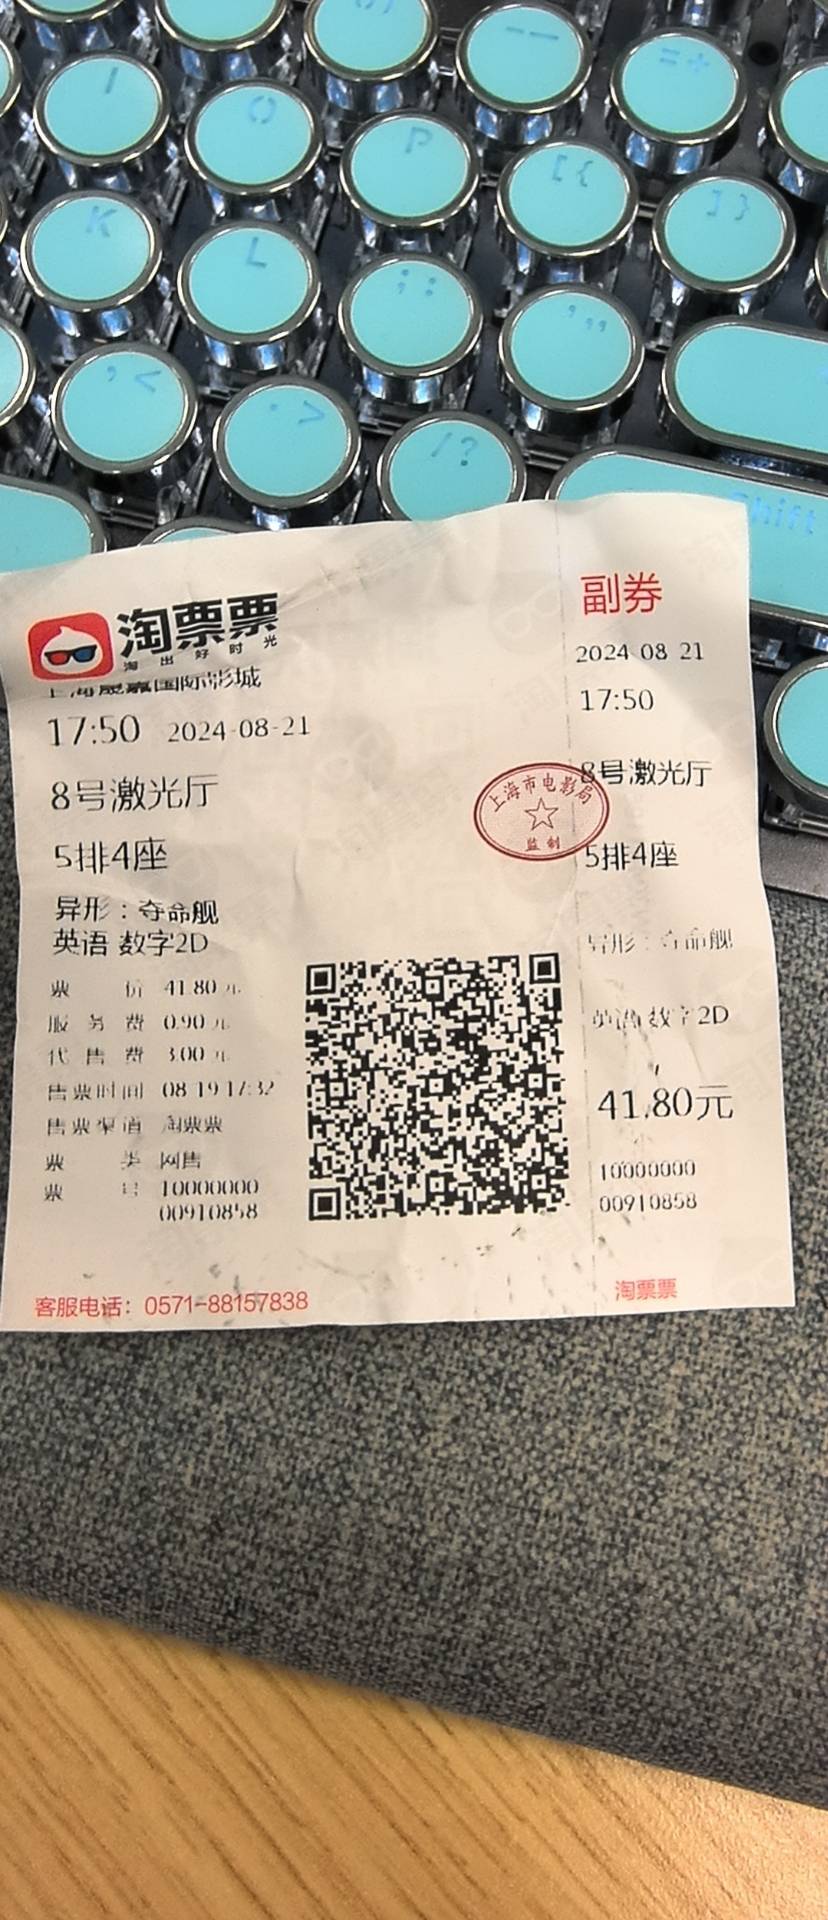 I
O
P
[{
]}
K
L
;:
,<
.>
/?
Shift
淘票票
淘出好时光
国际影城
17:50 2024-08-21
8号激光厅
5排4座
异形：夺命舰
英语 数字2D
票价 41.80元
服务费 0.90元
代售费 3.00元
售票时间 08-19 17:32
售票渠道 淘票票
票类 网售
票号 10000000
00910858
客服电话：0571-88157838
上海市电影局
监制
副券
2024-08-21
17:50
8号激光厅
5排4座
异形：夺命舰
英语 数字2D
41.80元
10000000
00910858
淘票票